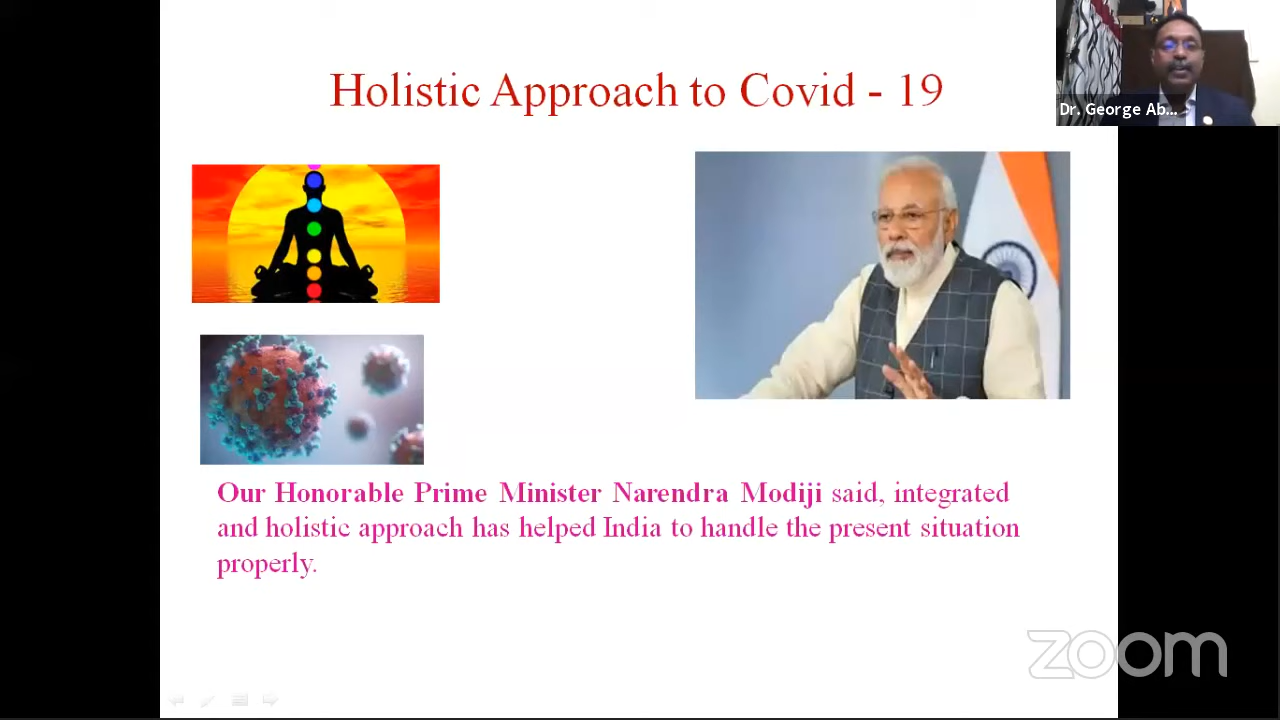 Holistic Approach to Covid - 19
Dr. George Ab...
Our Honorable Prime Minister Narendra Modiji said, integrated
and holistic approach has helped India to handle the present situation
properly.
zoom